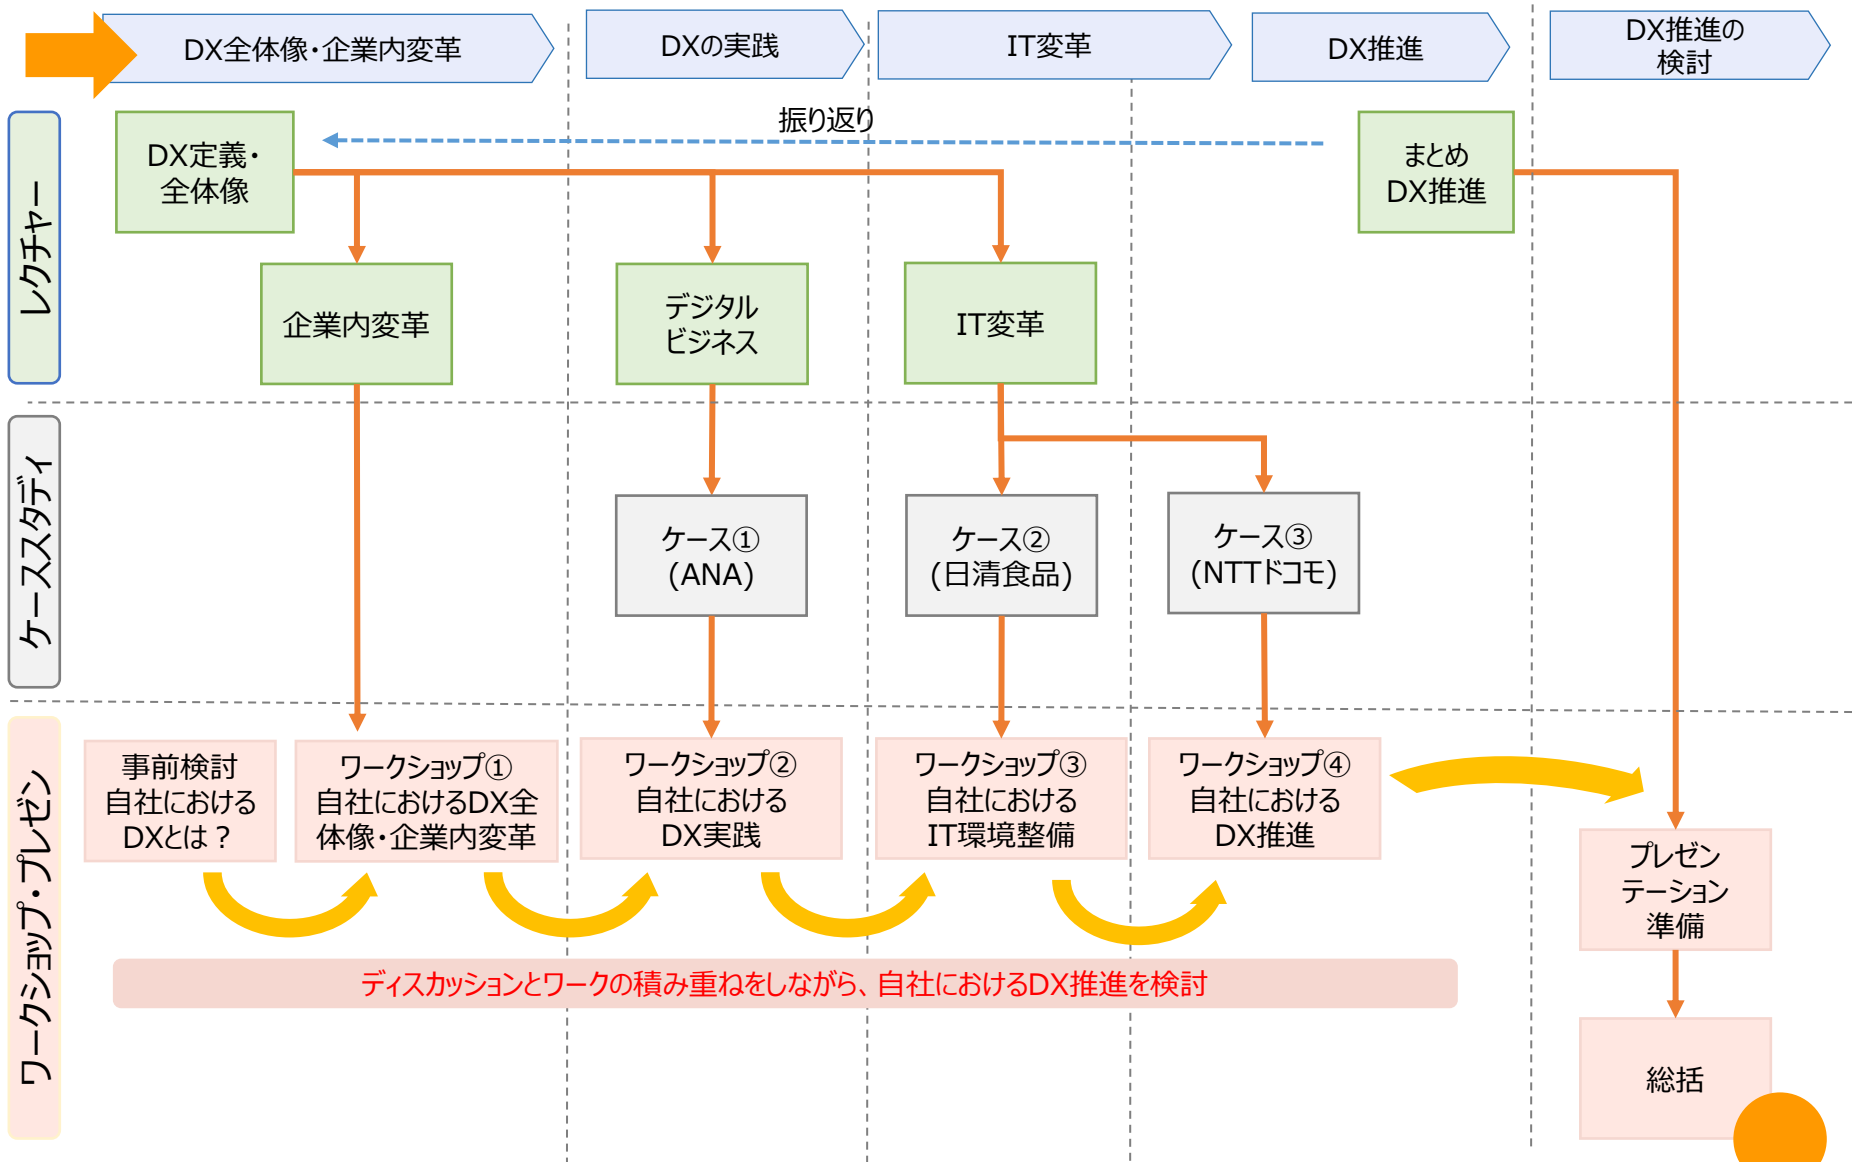 DX全体像・企業内変革
DXの実践
IT変革
DX推進
DX推進の
検討
レクチャー
DX定義・
全体像
振り返り
まとめ
DX推進
企業内変革
デジタル
ビジネス
IT変革
ケーススタディ
ケース①
(ANA)
ケース②
(日清食品)
ケース③
(NTTドコモ)
ワークショップ・プレゼン
事前検討
自社における
DXとは？
ワークショップ①
自社におけるDX全
体像・企業内変革
ワークショップ②
自社における
DX実践
ワークショップ③
自社における
IT環境整備
ワークショップ④
自社における
DX推進
プレゼン
テーション
準備
ディスカッションとワークの積み重ねをしながら、自社におけるDX推進を検討
総括